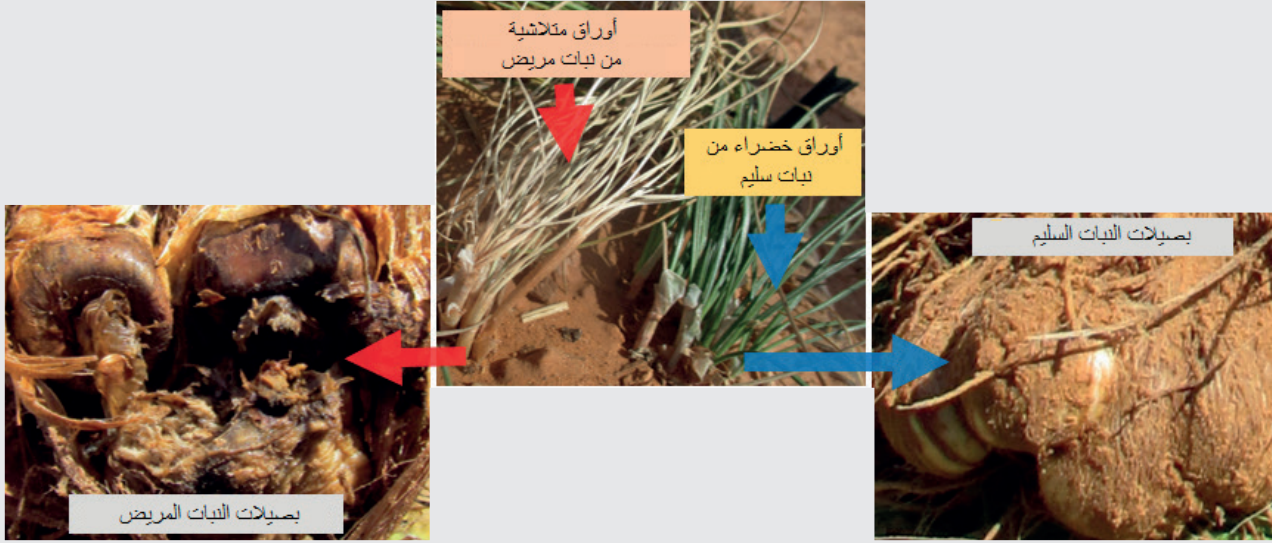 أوراق متلاشية
من نبات مريض
أوراق خضراء من
نبات سليم
بصيلات النبات السليم
بصيلات النبات المريض